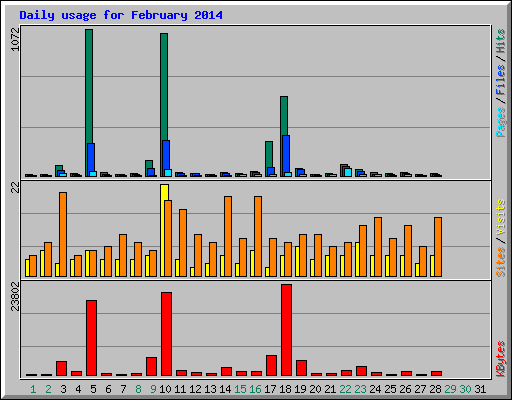 Daily usage for February 2014
1072
Pages / Files / Hits
22
Sites / Visits
23802
KBytes
1 2 3 4 5 6 7 8 9 10 11 12 13 14 15 16 17 18 19 20 21 22 23 24 25 26 27 28 29 30 31